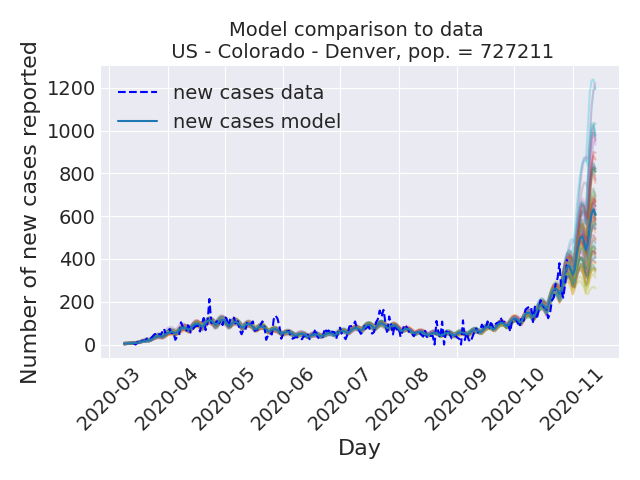 Model comparison to data
US - Colorado - Denver, pop. = 727211
Number of new cases reported
1200
1000
800
600
400
200
0
new cases data
new cases model
2020-03
2020-04
2020-05
2020-06
2020-07
2020-08
2020-09
2020-10
2020-11
Day